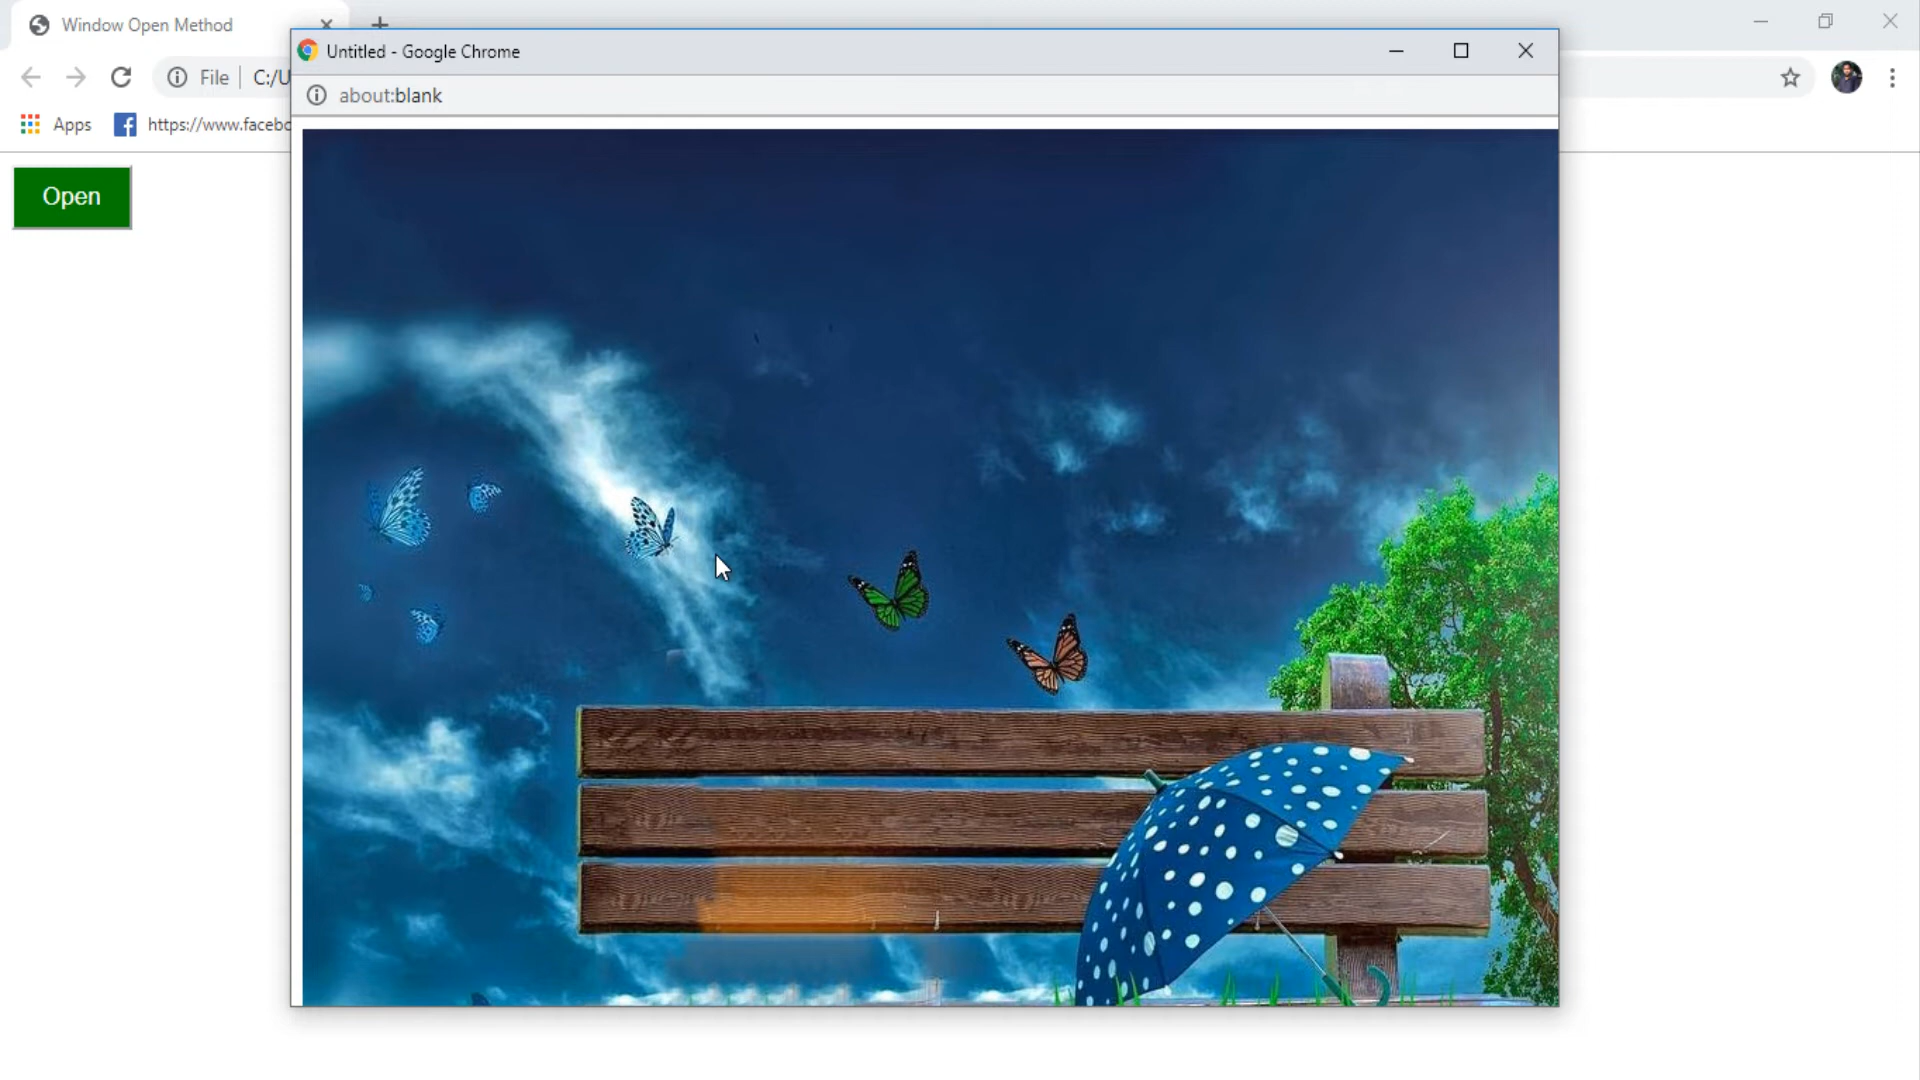 Window Open Method
Untitled - Google Chrome
File
C:/U
about:blank
Apps
https://www.facebo
Open